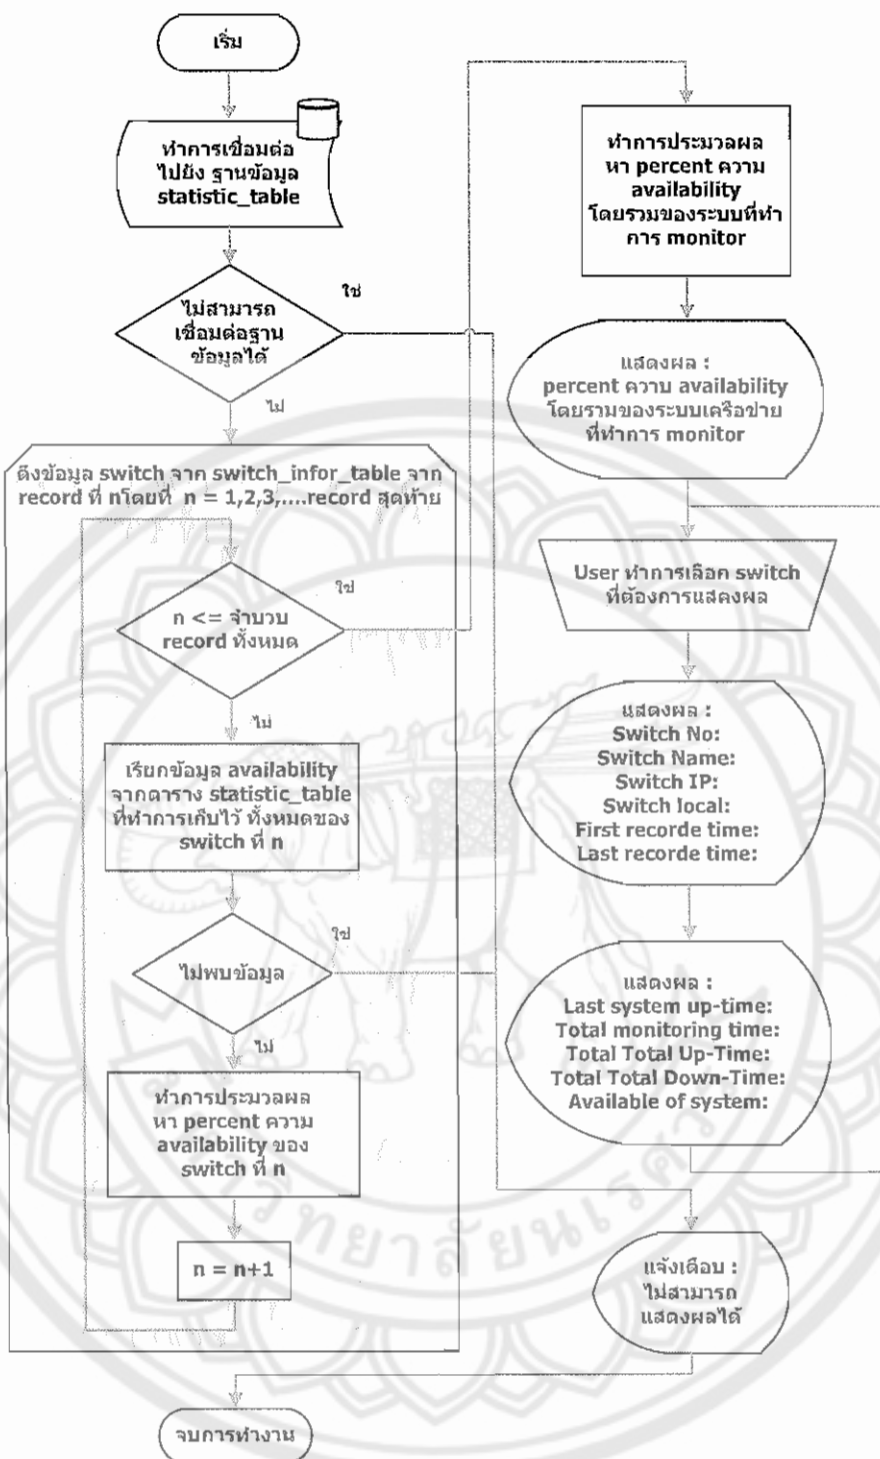 เริ่ม
ทำการเชื่อมต่อ
ไปยัง ฐานข้อมูล
statistic_table
ไม่สามารถ
เชื่อมต่อฐาน
ข้อมูลได้
ใช่
ไม่
ดึงข้อมูล switch จาก switch_infor_table จาก
record ที่ nโดยที่ n = 1,2,3,....record สุดท้าย
n <= จำนวน
record ทั้งหมด
ใช่
ไม่
เรียกข้อมูล availability
จากตาราง statistic_table
ที่ทำการเก็บไว้ ทั้งหมดของ
switch ที่ n
ไม่พบข้อมูล
ใช่
ไม่
ทำการประมวลผล
หา percent ความ
availability ของ
switch ที่ n
n = n+1
ทำการประมวลผล
หา percent ความ
availability
โดยรวมของระบบที่ทำ
การ monitor
แสดงผล :
percent ความ availability
โดยรามของระบบเครือข่าย
ที่ทำการ monitor
User ทำการเลือก switch
ที่ต้องการแสดงผล
แสดงผล :
Switch No:
Switch Name:
Switch IP:
Switch local:
First recorde time:
Last recorde time:
แสดงผล :
Last system up-time:
Total monitoring time:
Total Total Up-Time:
Total Total Down-Time:
Available of system:
แจ้งเตือน :
ไม่สามารถ
แสดงผลได้
จบการทำงาน